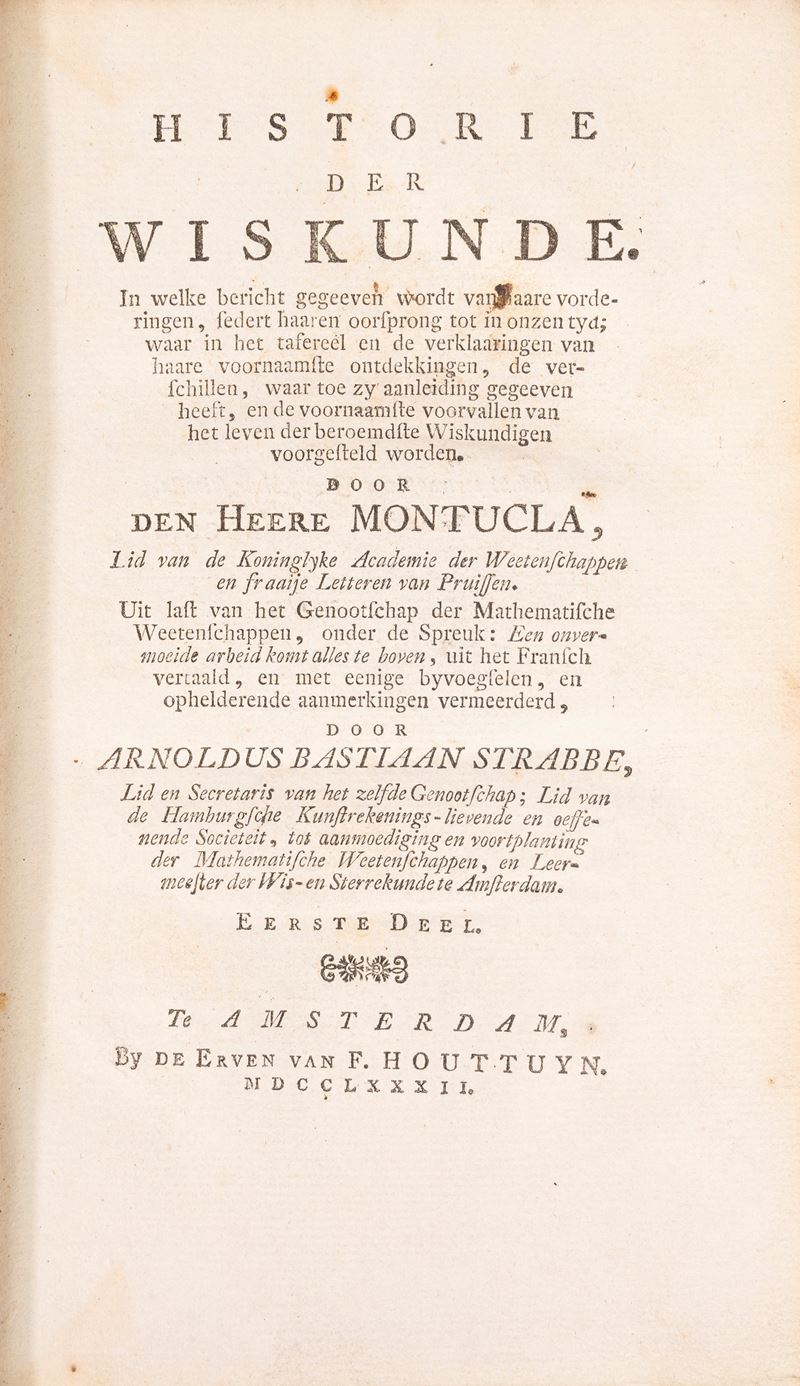 HISTORIE
DER
WISKUNDE.
In welke bericht gegeeven wordt van haare vorde-
ringen, ſedert haaren oorſprong tot in onzen tyd;
waar in het tafereél en de verklaaringen van
haare voornaamſte ontdekkingen, de ver-
ſchillen, waar toe zy aanleiding gegeeven
heeft, en de voornaamſte voorvallen van
het leven der beroemdſte Wiskundigen
voorgeſteld worden.
DOOR
DEN HEERE MONTUCLA,
Lid van de Koninglyke Academie der Weetenſchappen
en fraaije Letteren van Pruiſſen.
Uit laſt van het Genootſchap der Mathematiſche
Weetenſchappen, onder de Spreuk: Een onver-
moeide arbeid komt alles te boven, uit het Franſch
vertaald, en met eenige byvoegſelen, en
ophelderende aanmerkingen vermeerderd,
DOOR
ARNOLDUS BASTIAAN STRABBE,
Lid en Secretaris van het zelfde Genootſchap; Lid van
de Hamburgſche Kunſtrekenings-lievende en oeffe-
nende Societeit, tot aanmoediging en voortplanting
der Mathematiſche Weetenſchappen, en Leer-
meeſter der Wis- en Sterrekunde te Amſterdam.
EERSTE DEEL.
Te AMSTERDAM,
By DE ERVEN VAN F. HOUTTUYN.
MDCCLXXXII.